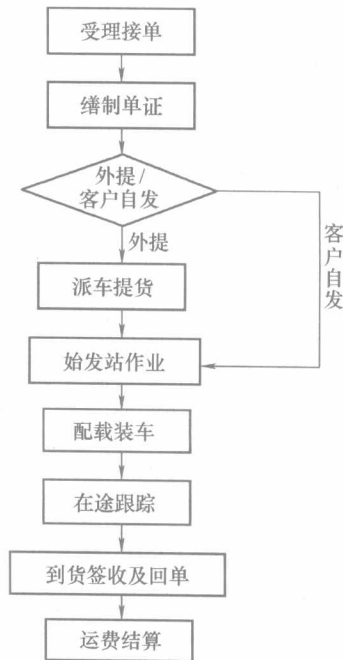 受理接单
缮制单证
外提/
客户自发
外提
客户自发
派车提货
始发站作业
配载装车
在途跟踪
到货签收及回单
运费结算